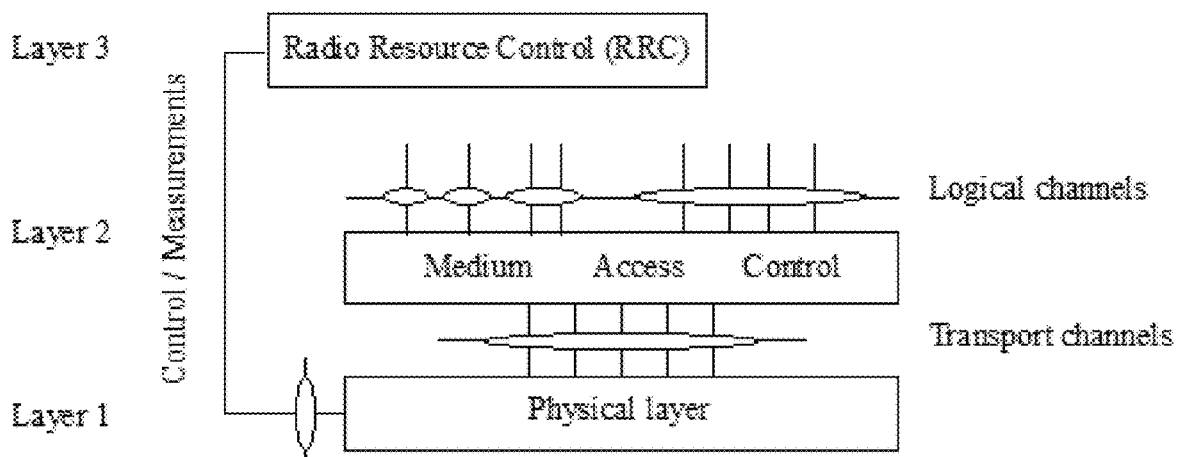 Layer 3
Radio Resource Control (RRC)
Control / Measurements
Logical channels
Layer 2
Medium Access Control
Transport channels
Layer 1
Physical layer